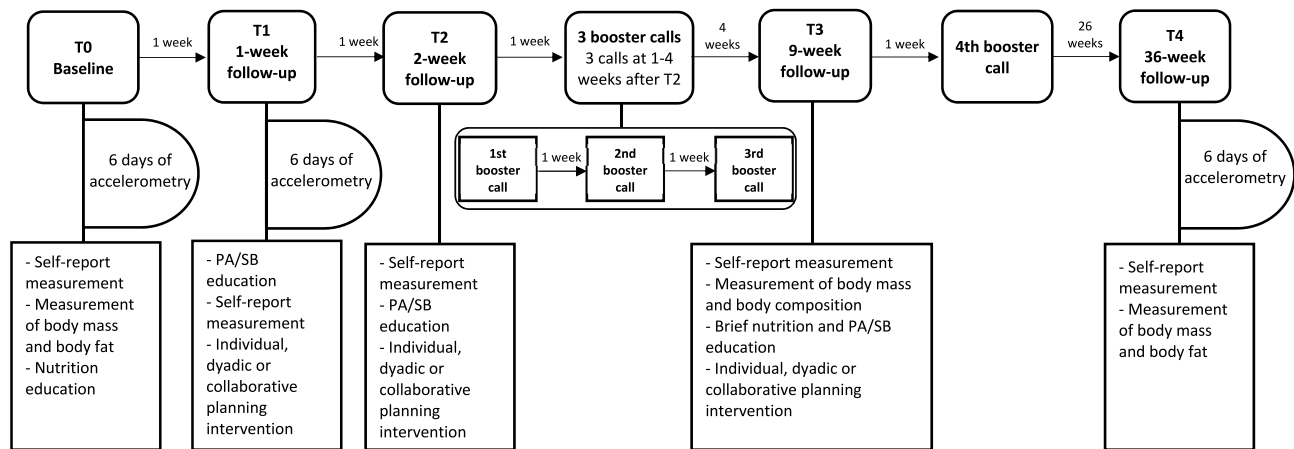 T0
Baseline
1 week
T1
1-week
follow-up
1 week
T2
2-week
follow-up
1 week
3 booster calls
3 calls at 1-4
weeks after T2
4
weeks
T3
9-week
follow-up
1 week
4th booster
call
26
weeks
T4
36-week
follow-up
6 days of
accelerometry
6 days of
accelerometry
1st
booster
call
1 week
2nd
booster
call
1 week
3rd
booster
call
6 days of
accelerometry
- Self-report
measurement
- Measurement
of body mass
and body fat
- Nutrition
education
- PA/SB
education
- Self-report
measurement
- Individual,
dyadic or
collaborative
planning
intervention
- Self-report
measurement
- PA/SB
education
- Individual,
dyadic or
collaborative
planning
intervention
- Self-report measurement
- Measurement of body mass
and body composition
- Brief nutrition and PA/SB
education
- Individual, dyadic or
collaborative planning
intervention
- Self-report
measurement
- Measurement
of body mass
and body fat